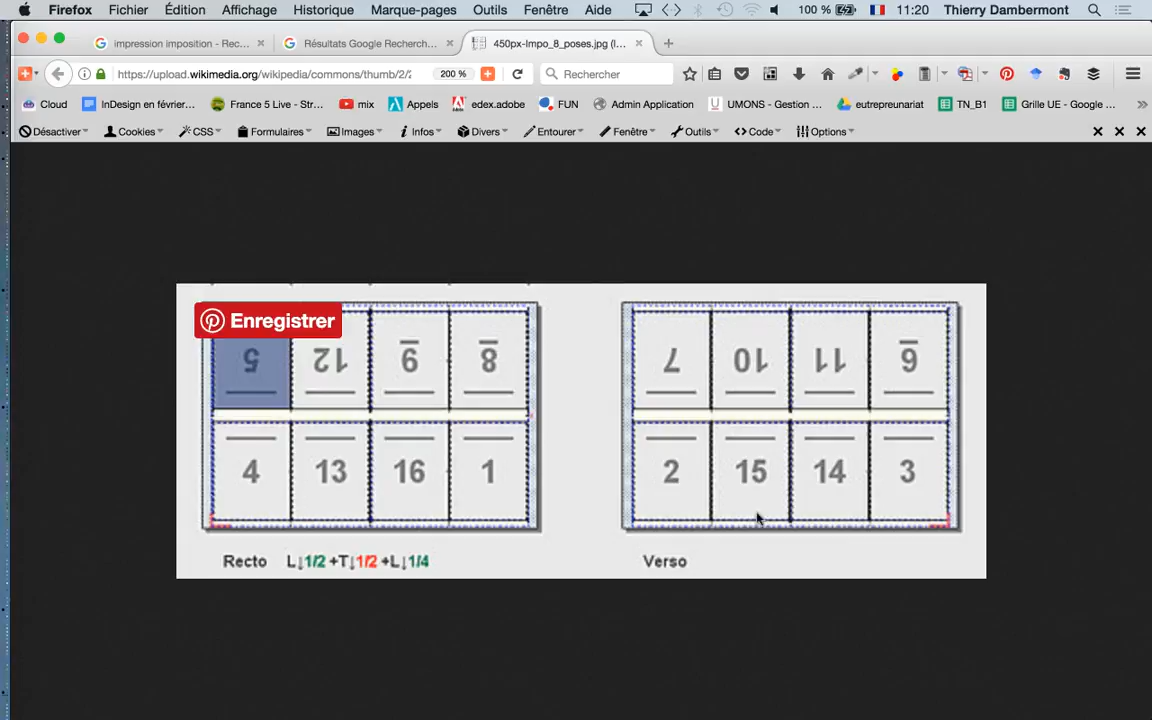 Firefox Fichier Édition Affichage Historique Marque-pages Outils Fenêtre Aide 100 % 11:20 Thierry Dambermont
impression imposition - Rec... Résultats Google Recherch... 450px-Impo_8_poses.jpg (I...
https://upload.wikimedia.org/wikipedia/commons/thumb/2/2 200 % Rechercher
Cloud InDesign en février... France 5 Live - Str... mix Appels edex.adobe FUN Admin Application UMONS - Gestion ... eutrepreunariat TN_B1 Grille UE - Google ...
Désactiver Cookies CSS Formulaires Images Infos Divers Entourer Fenêtre Outils Code Options
Enregistrer
5 12 9 8 7 10 11 6
4 13 16 1 2 15 14 3
Recto L↓1/2 +T↓1/2 +L↓1/4 Verso